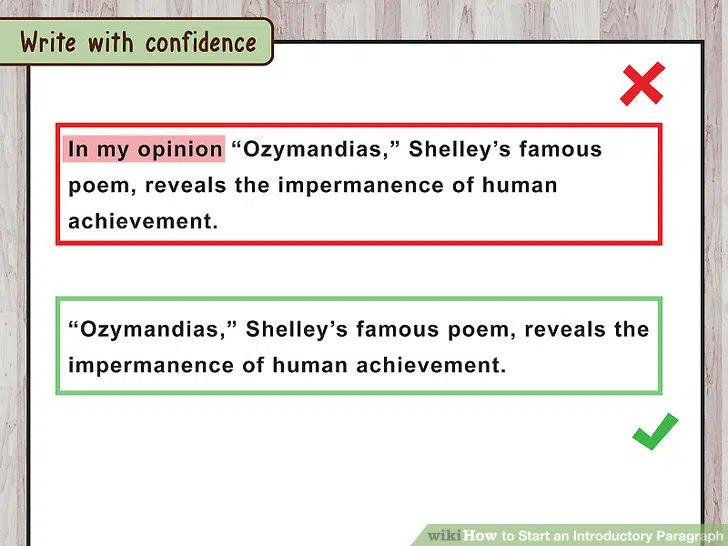 Write with confidence
In my opinion “Ozymandias,” Shelley’s famous
poem, reveals the impermanence of human
achievement.
“Ozymandias,” Shelley’s famous poem, reveals the
impermanence of human achievement.
wikiHow to Start an Introductory Paragraph